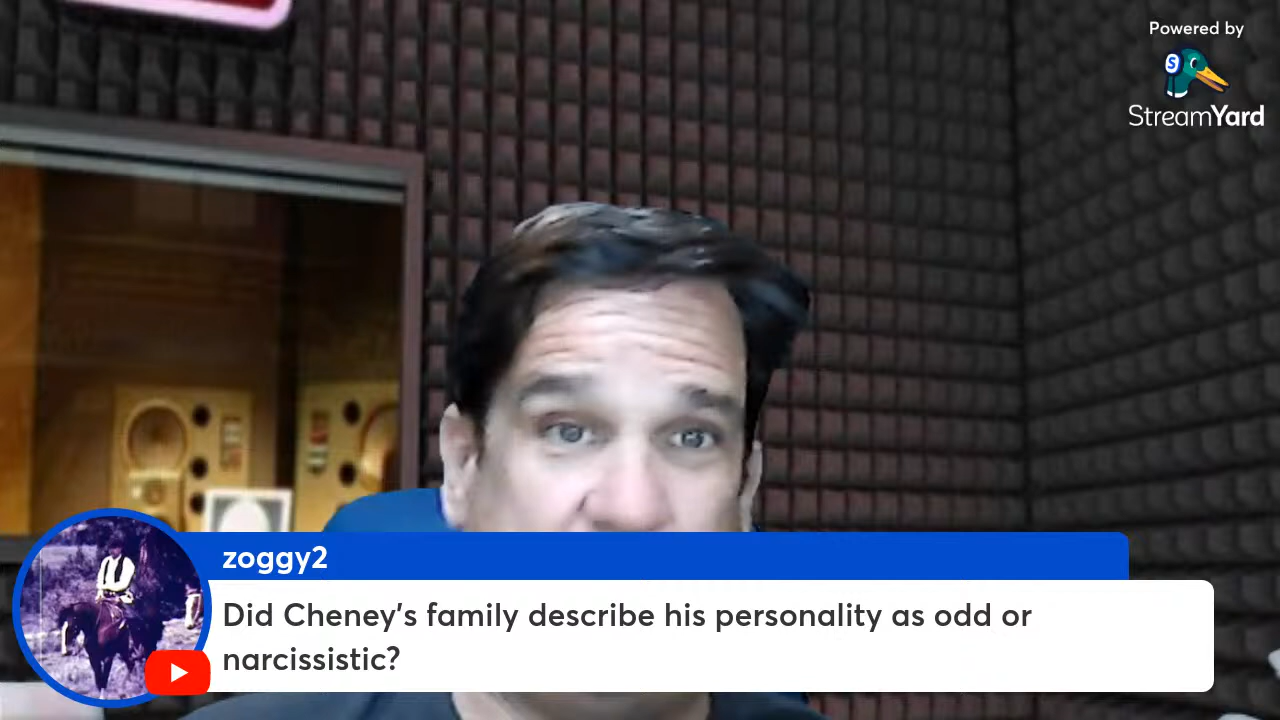 Powered by
StreamYard
zoggy2
Did Cheney's family describe his personality as odd or
narcissistic?